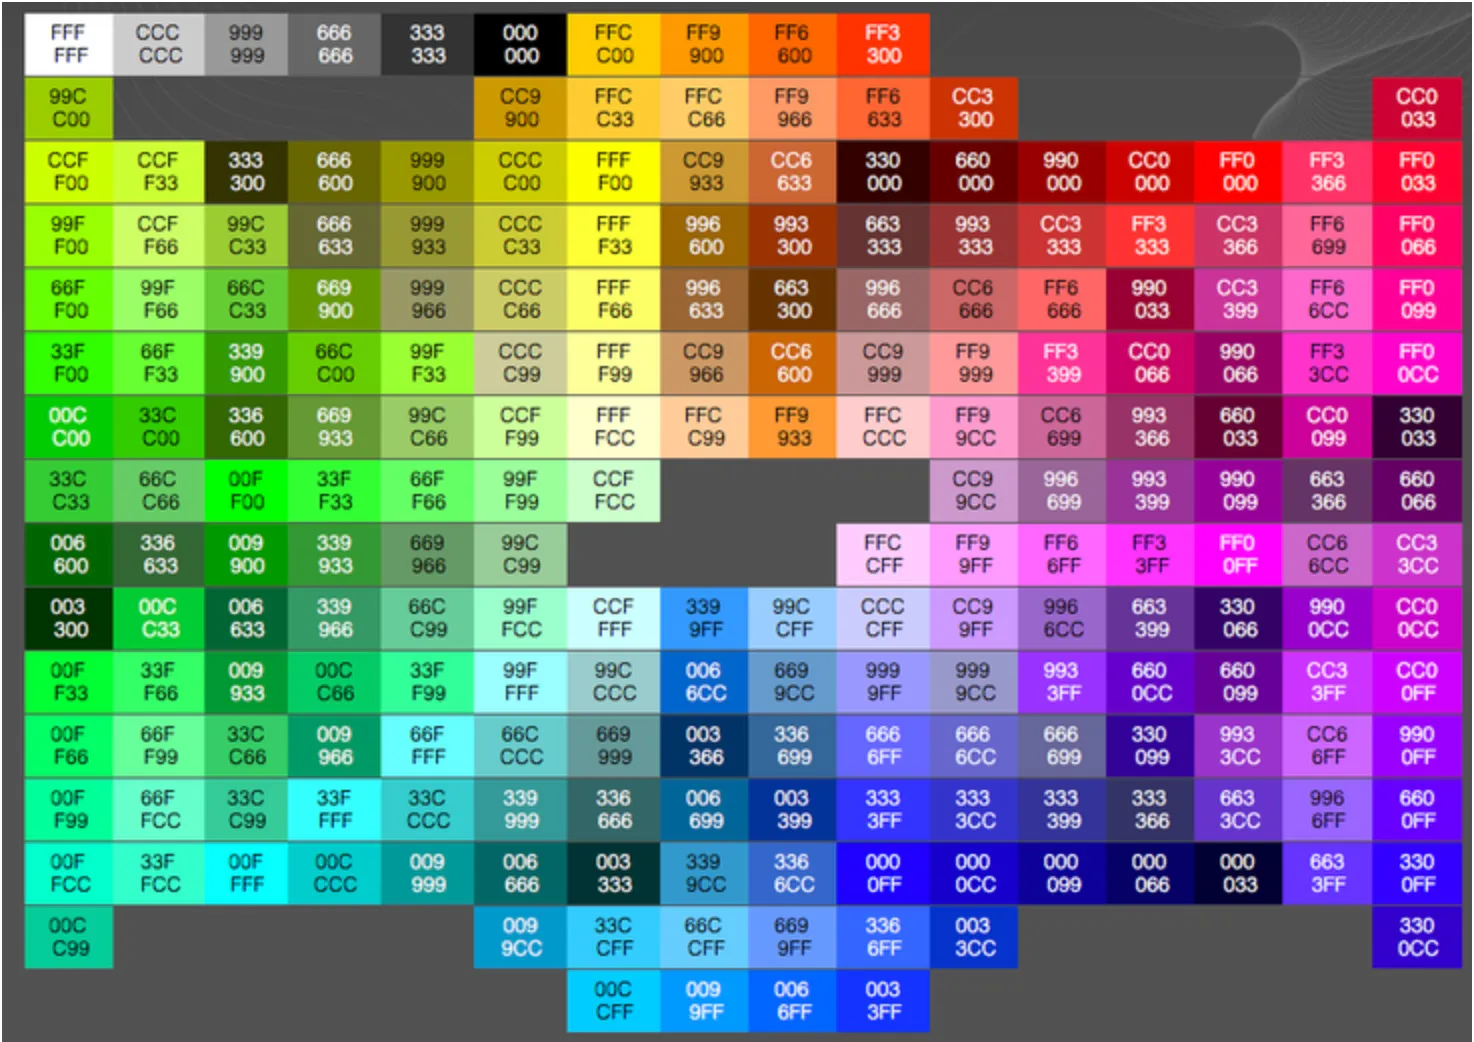 FFF CCC 999 666 333 000 FFC FF9 FF6 FF3
FFF CCC 999 666 333 000 C00 900 600 300
99C CC9 FFC FFC FF9 FF6 CC3 CC0
C00 900 C33 C66 966 633 300 033
CCF CCF 333 666 999 CCC FFF CC9 CC6 330 660 990 CC0 FF0 FF3 FF0
F00 F33 300 600 900 C00 F00 933 633 000 000 000 000 000 366 033
99F CCF 99C 666 999 CCC FFF 996 993 663 993 CC3 FF3 CC3 FF6 FF0
F00 F66 C33 633 933 C33 F33 600 300 333 333 333 333 366 699 066
66F 99F 66C 669 999 CCC FFF 996 663 996 CC6 FF6 990 CC3 FF6 FF0
F00 F66 C33 900 966 C66 F66 633 300 666 666 666 033 399 6CC 099
33F 66F 339 66C 99F CCC FFF CC9 CC6 CC9 FF9 FF3 CC0 990 FF3 FF0
F00 F33 900 C00 F33 C99 F99 966 600 999 999 399 066 066 3CC 0CC
00C 33C 336 669 99C CCF FFF FFC FF9 FFC FF9 CC6 993 660 CC0 330
C00 C00 600 933 C66 F99 FCC C99 933 CCC 9CC 699 366 033 099 033
33C 66C 00F 33F 66F 99F CCF CC9 996 993 990 663 660
C33 C66 F00 F33 F66 F99 FCC 9CC 699 399 099 366 066
006 336 009 339 669 99C FFC FF9 FF6 FF3 FF0 CC6 CC3
600 633 900 933 966 C99 CFF 9FF 6FF 3FF 0FF 6CC 3CC
003 00C 006 339 66C 99F CCF 339 99C CCC CC9 996 663 330 990 CC0
300 C33 633 966 C99 FCC FFF 9FF CFF CFF 9FF 6CC 399 066 0CC 0CC
00F 33F 009 00C 33F 99F 99C 006 669 999 999 993 660 660 CC3 CC0
F33 F66 933 C66 F99 FFF CCC 6CC 9CC 9FF 9CC 3FF 0CC 099 3FF 0FF
00F 66F 33C 009 66F 66C 669 003 336 666 666 666 330 993 CC6 990
F66 F99 C66 966 FFF CCC 999 366 699 6FF 6CC 699 099 3CC 6FF 0FF
00F 66F 33C 33F 33C 339 336 006 003 333 333 333 333 663 996 660
F99 FCC C99 FFF CCC 999 666 699 399 3FF 3CC 399 366 3CC 6FF 0FF
00F 33F 00F 00C 009 006 003 339 336 000 000 000 000 000 663 330
FCC FCC FFF CCC 999 666 333 9CC 6CC 0FF 0CC 099 066 033 3FF 0FF
00C 009 33C 66C 669 336 003 330
C99 9CC CFF CFF 9FF 6FF 3CC 0CC
00C 009 006 003
CFF 9FF 6FF 3FF